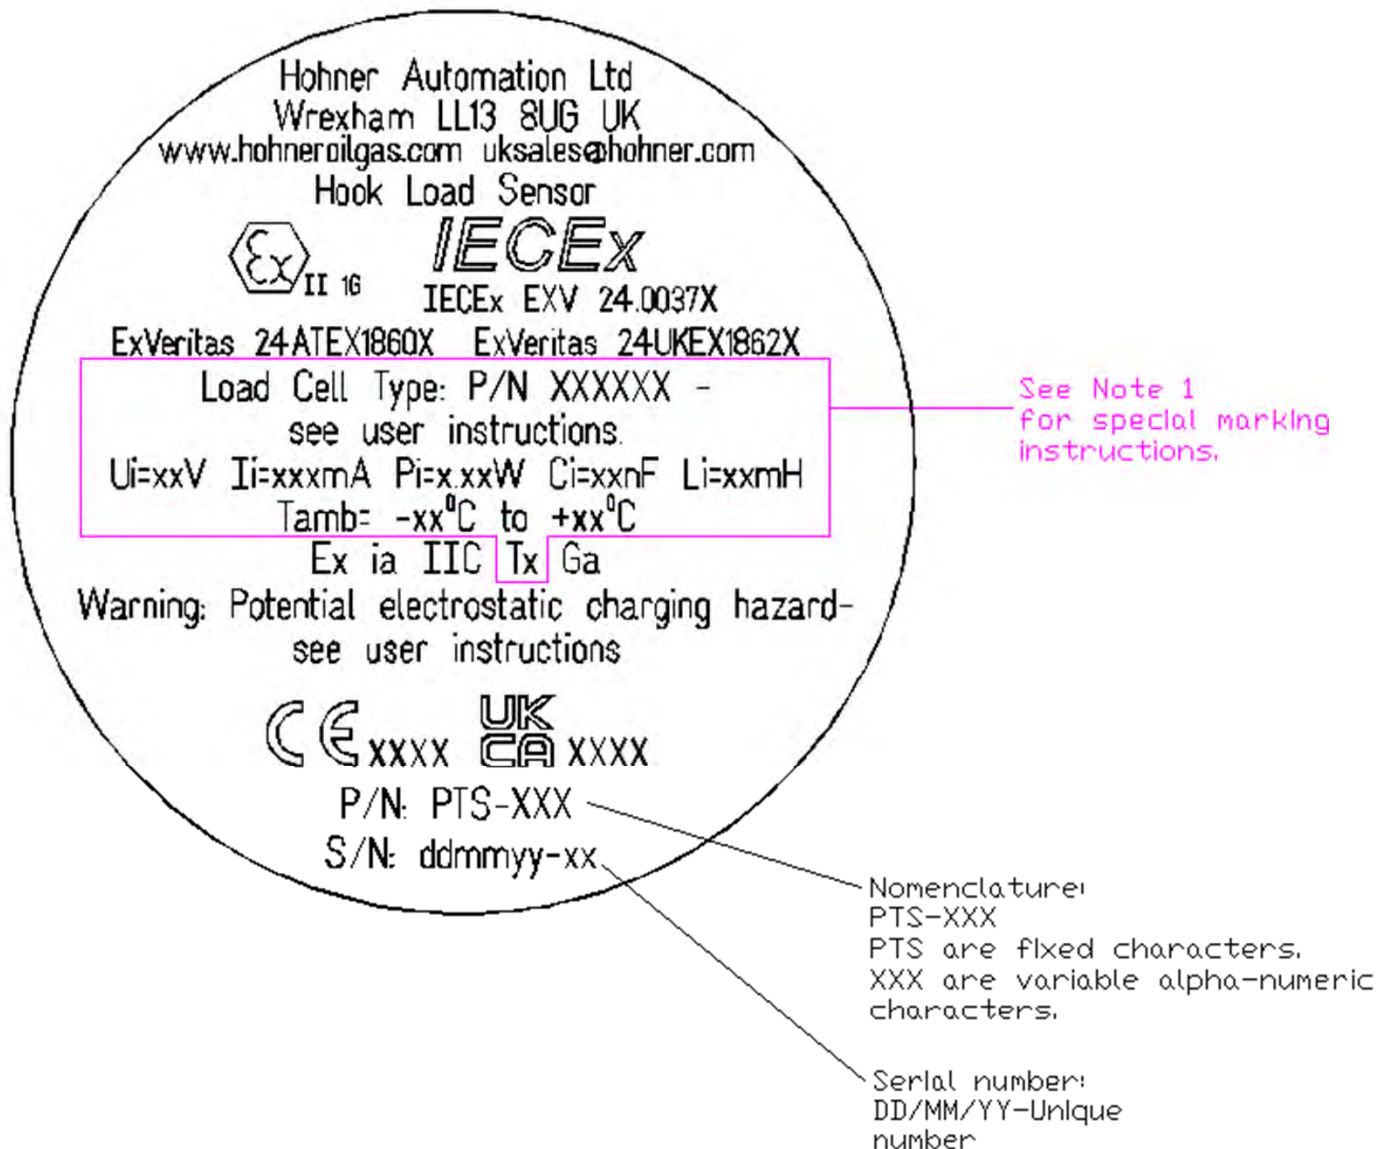 Hohner Automation Ltd
Wrexham LL13 8UG UK
www.hohneroilgas.com uksales@hohner.com
Hook Load Sensor
Ex II 1G
IECEx
IECEx EXV 24.0037X
ExVeritas 24ATEX1860X ExVeritas 24UKEX1862X
Load Cell Type: P/N XXXXXX -
see user instructions.
Ui=xxV Ii=xxxmA Pi=x.xxW Ci=xxnF Li=xxmH
Tamb= -xx⁰C to +xx⁰C
Ex ia IIC Tx Ga
Warning: Potential electrostatic charging hazard-
see user instructions
CE XXXX UK CA XXXX
P/N: PTS-XXX
S/N: ddmmyy-xx
See Note 1
for special marking
instructions.
Nomenclature:
PTS-XXX
PTS are fixed characters.
XXX are variable alpha-numeric
characters.
Serial number:
DD/MM/YY-Unique
number